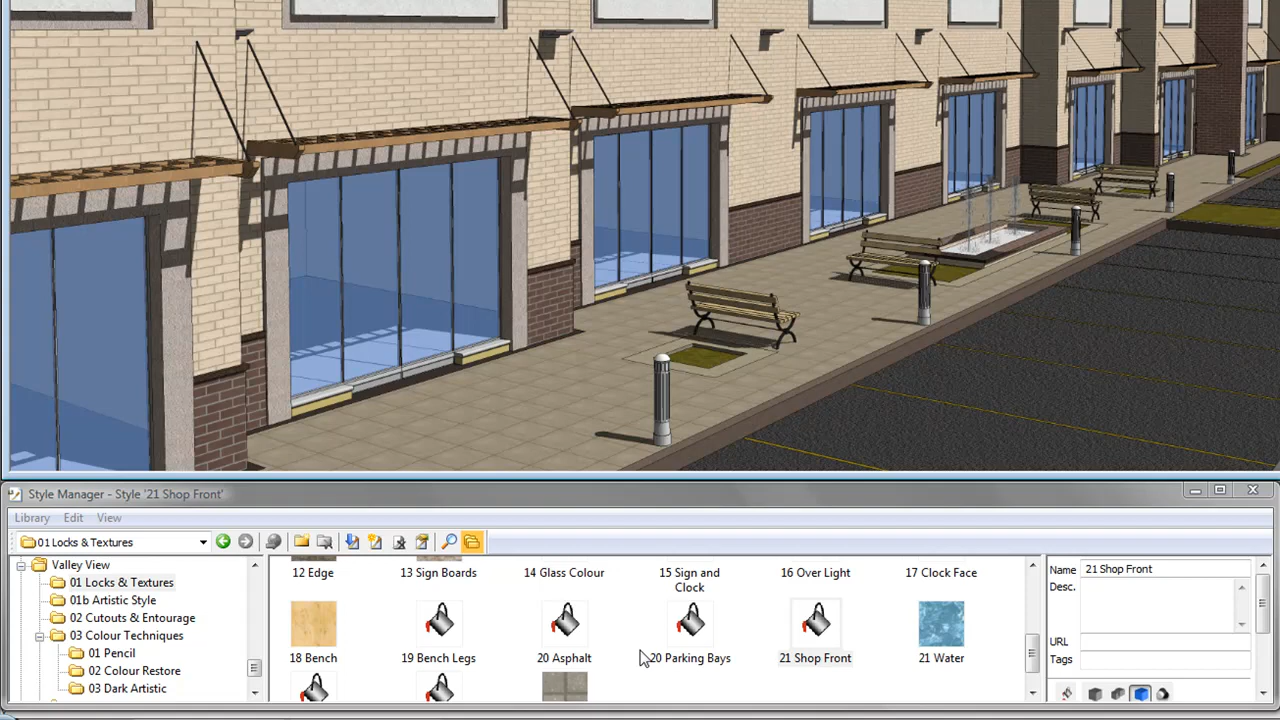 Style Manager - Style '21 Shop Front'
Library Edit View
01 Locks & Textures
Valley View
01 Locks & Textures
01b Artistic Style
02 Cutouts & Entourage
03 Colour Techniques
01 Pencil
02 Colour Restore
03 Dark Artistic
12 Edge
13 Sign Boards
14 Glass Colour
15 Sign and
Clock
16 Over Light
17 Clock Face
18 Bench
19 Bench Legs
20 Asphalt
20 Parking Bays
21 Shop Front
21 Water
Name 21 Shop Front
Desc.
URL
Tags